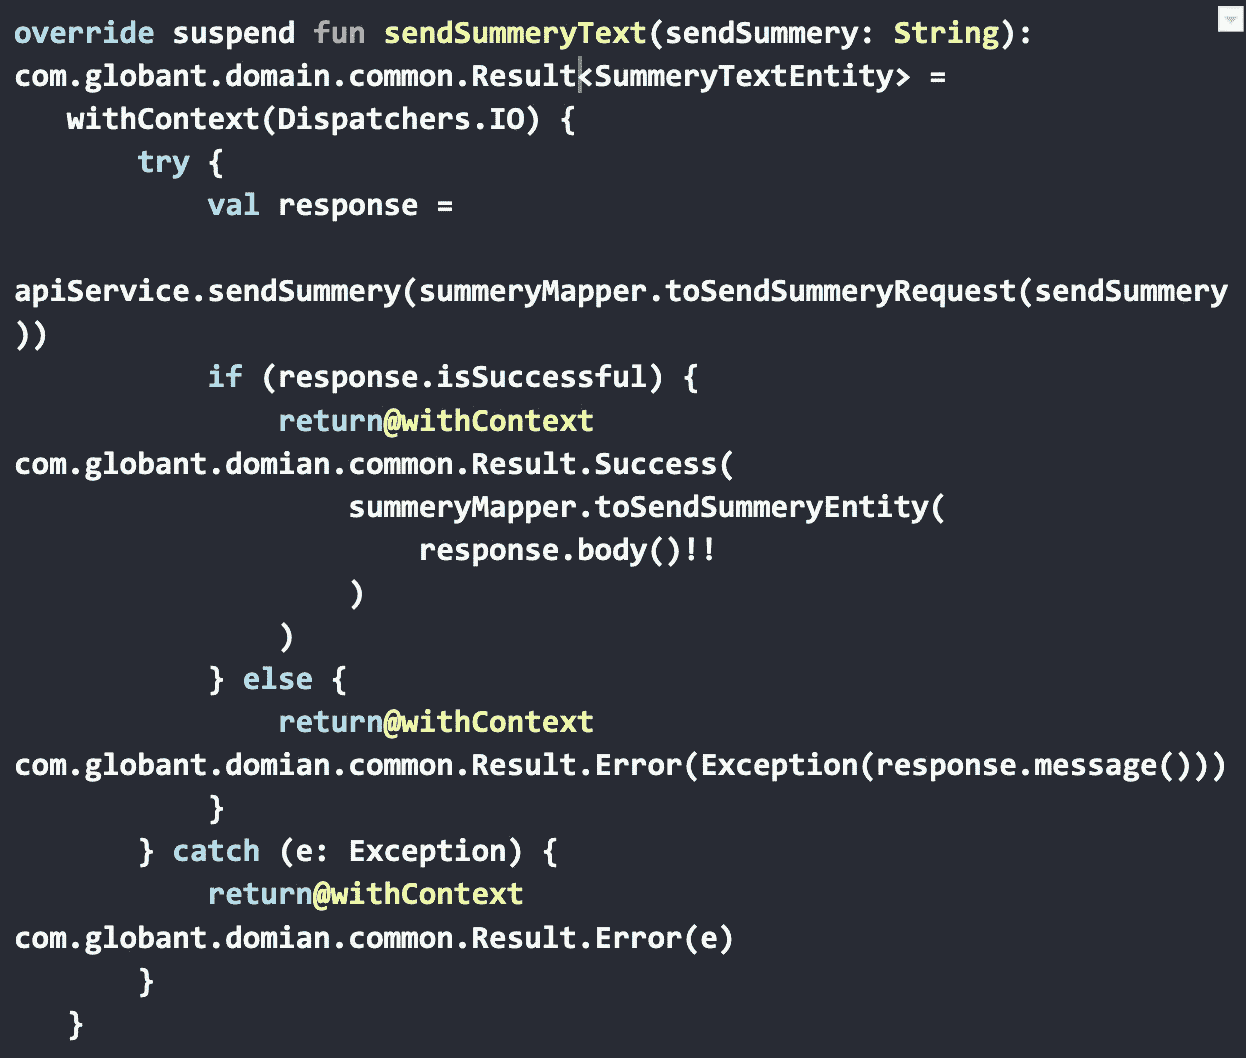 override suspend fun sendSummeryText(sendSummery: String):
com.globant.domain.common.Result<SummeryTextEntity> =
withContext(Dispatchers.IO) {
try {
val response =
apiService.sendSummery(summeryMapper.toSendSummeryRequest(sendSummery
))
if (response.isSuccessful) {
return@withContext
com.globant.domian.common.Result.Success(
summeryMapper.toSendSummeryEntity(
response.body()!!
)
)
} else {
return@withContext
com.globant.domian.common.Result.Error(Exception(response.message()))
}
} catch (e: Exception) {
return@withContext
com.globant.domian.common.Result.Error(e)
}
}